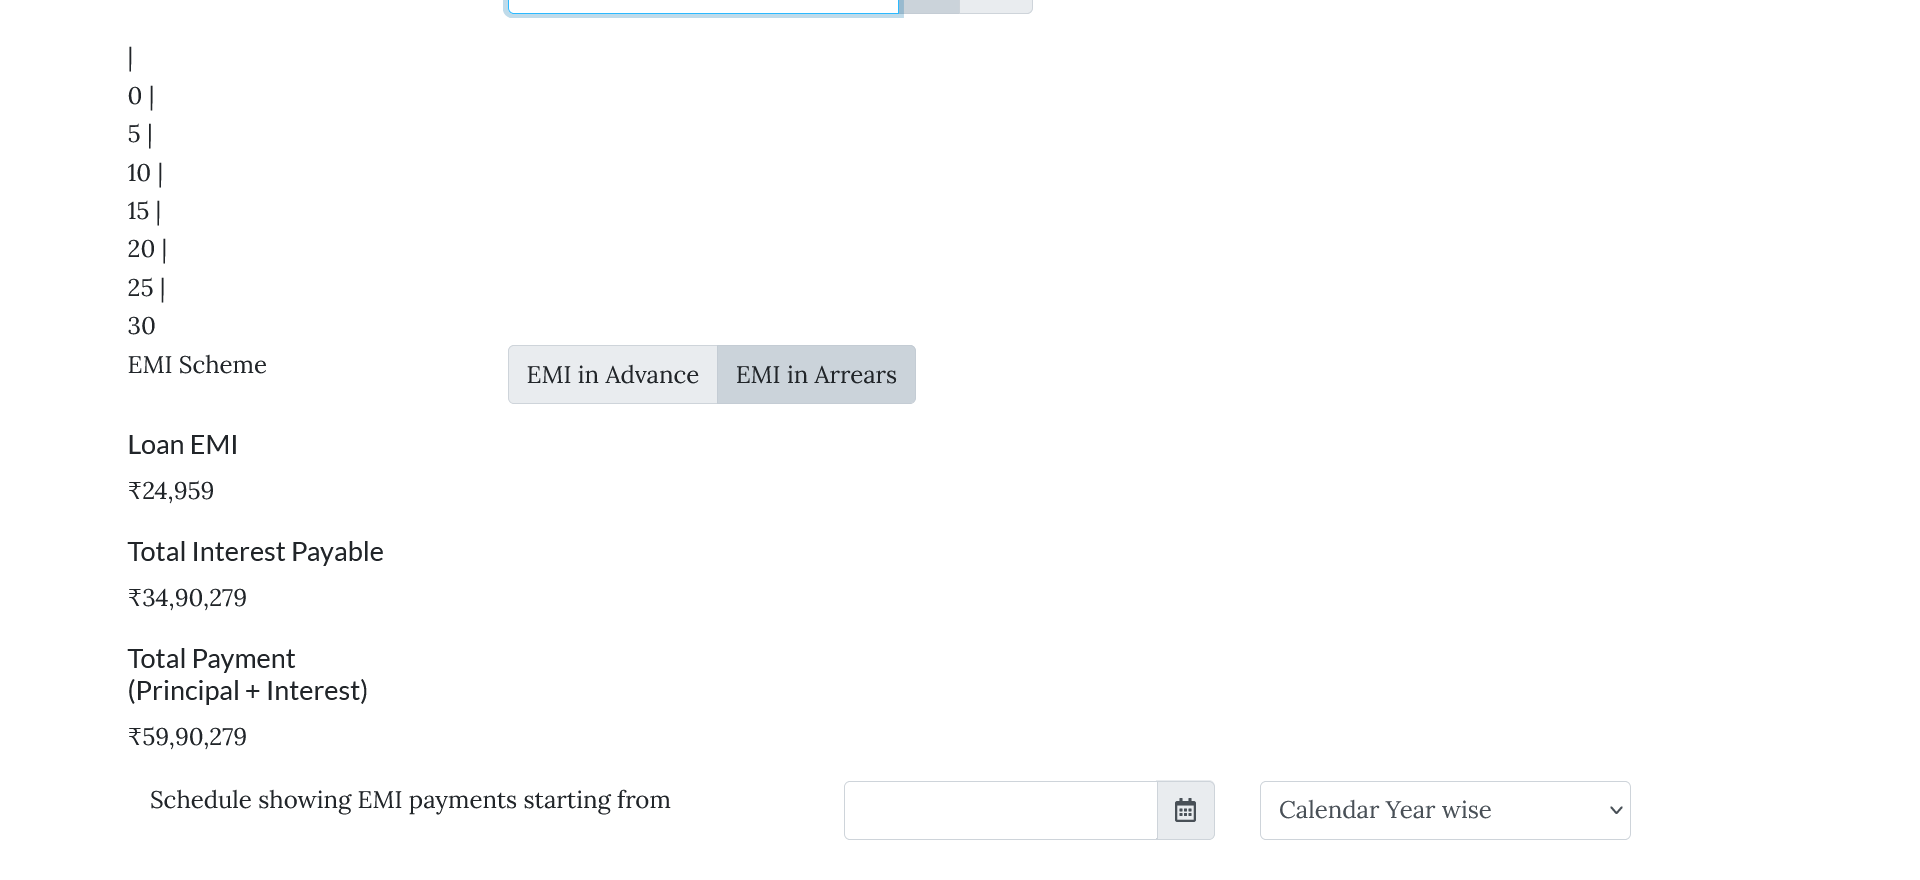 |
0 |
5 |
10 |
15 |
20 |
25 |
30
EMI Scheme
EMI in Advance
EMI in Arrears
Loan EMI
₹24,959
Total Interest Payable
₹34,90,279
Total Payment
(Principal + Interest)
₹59,90,279
Schedule showing EMI payments starting from
Calendar Year wise